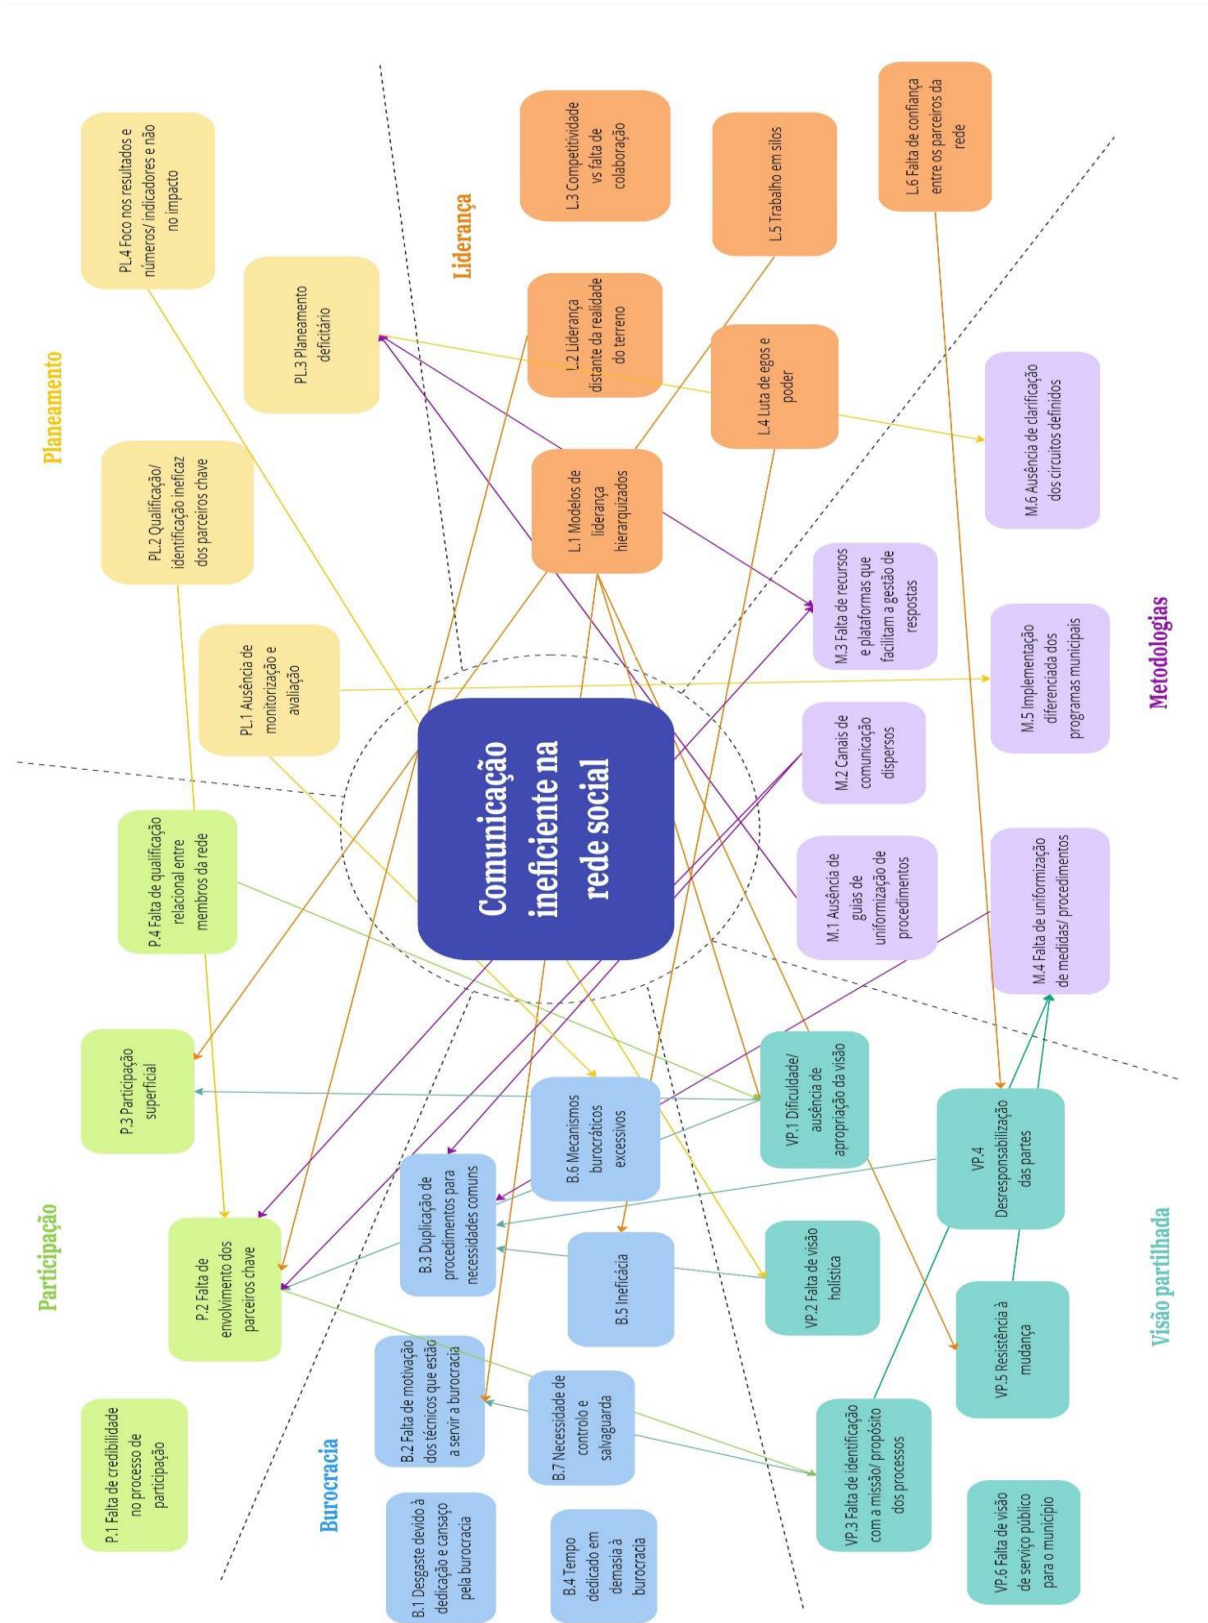 Participação
P.1 Falta de credibilidade
no processo de
participação
P.2 Falta de
envolvimento dos
parceiros chave
P.3 Participação
superficial
P.4 Falta de qualificação
relacional entre
membros da rede
Planeamento
PL.1 Ausência de
monitorização e
avaliação
PL.2 Qualificação/
identificação ineficaz
dos parceiros chave
PL.3 Planeamento
deficitário
PL.4 Foco nos resultados e
números/ indicadores e não
no impacto
Burocracia
B.1 Desgaste devido à
dedicação e cansaço
pela burocracia
B.2 Falta de motivação
dos técnicos que estão
a servir a burocracia
B.3 Duplicação de
procedimentos para
necessidades comuns
B.4 Tempo
dedicado em
demasia à
burocracia
B.7 Necessidade de
controlo e
salvaguarda
B.5 Ineficácia
B.6 Mecanismos
burocráticos
excessivos
Comunicação
ineficiente na
rede social
Liderança
L.1 Modelos de
liderança
hierarquizados
L.2 Liderança
distante da realidade
do terreno
L.3 Competitividade
vs falta de
colaboração
L.4 Luta de egos e
poder
L.5 Trabalho em silos
L.6 Falta de confiança
entre os parceiros da
rede
VP.1 Dificuldade/
ausência de
apropriação da visão
VP.2 Falta de visão
holística
VP.3 Falta de identificação
com a missão/ propósito
dos processos
VP.4
Desresponsabilização
das partes
VP.5 Resistência à
mudança
VP.6 Falta de visão
de serviço público
para o município
Visão partilhada
M.1 Ausência de
guias de
uniformização de
procedimentos
M.2 Canais de
comunicação
dispersos
M.3 Falta de recursos
e plataformas que
facilitam a gestão de
respostas
M.4 Falta de uniformização
de medidas/ procedimentos
M.5 Implementação
diferenciada dos
programas municipais
M.6 Ausência de clarificação
dos circuitos definidos
Metodologias